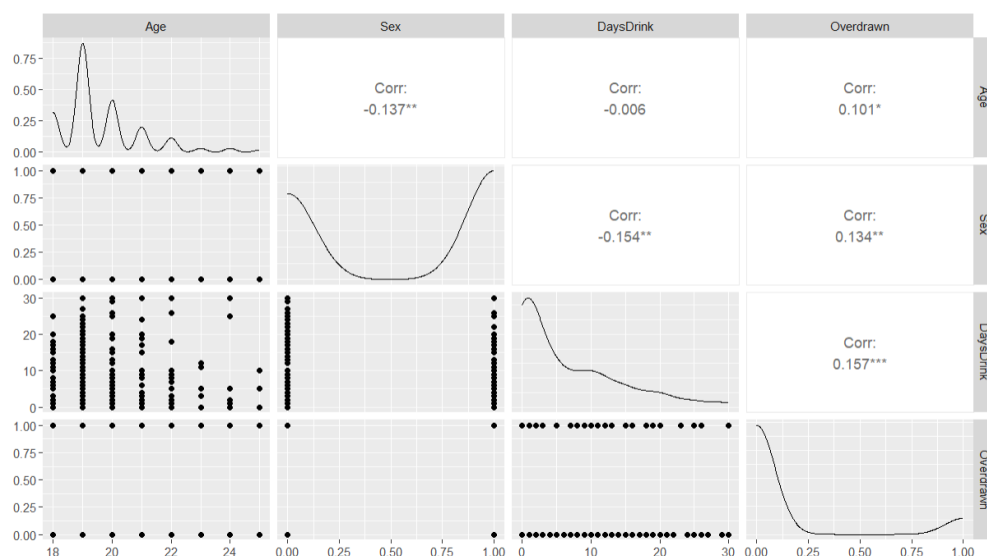 Age Sex DaysDrink Overdrawn
0.75
0.50
0.25
0.00
Corr:
-0.137**
Corr:
-0.006
Corr:
0.101*
Age
1.00
0.75
0.50
0.25
0.00
Corr:
-0.154**
Corr:
0.134**
Sex
30
20
10
0
Corr:
0.157***
DaysDrink
1.00
0.75
0.50
0.25
0.00
Overdrawn
18 20 22 24 0.00 0.25 0.50 0.75 1.00 0 10 20 30 0.00 0.25 0.50 0.75 1.00